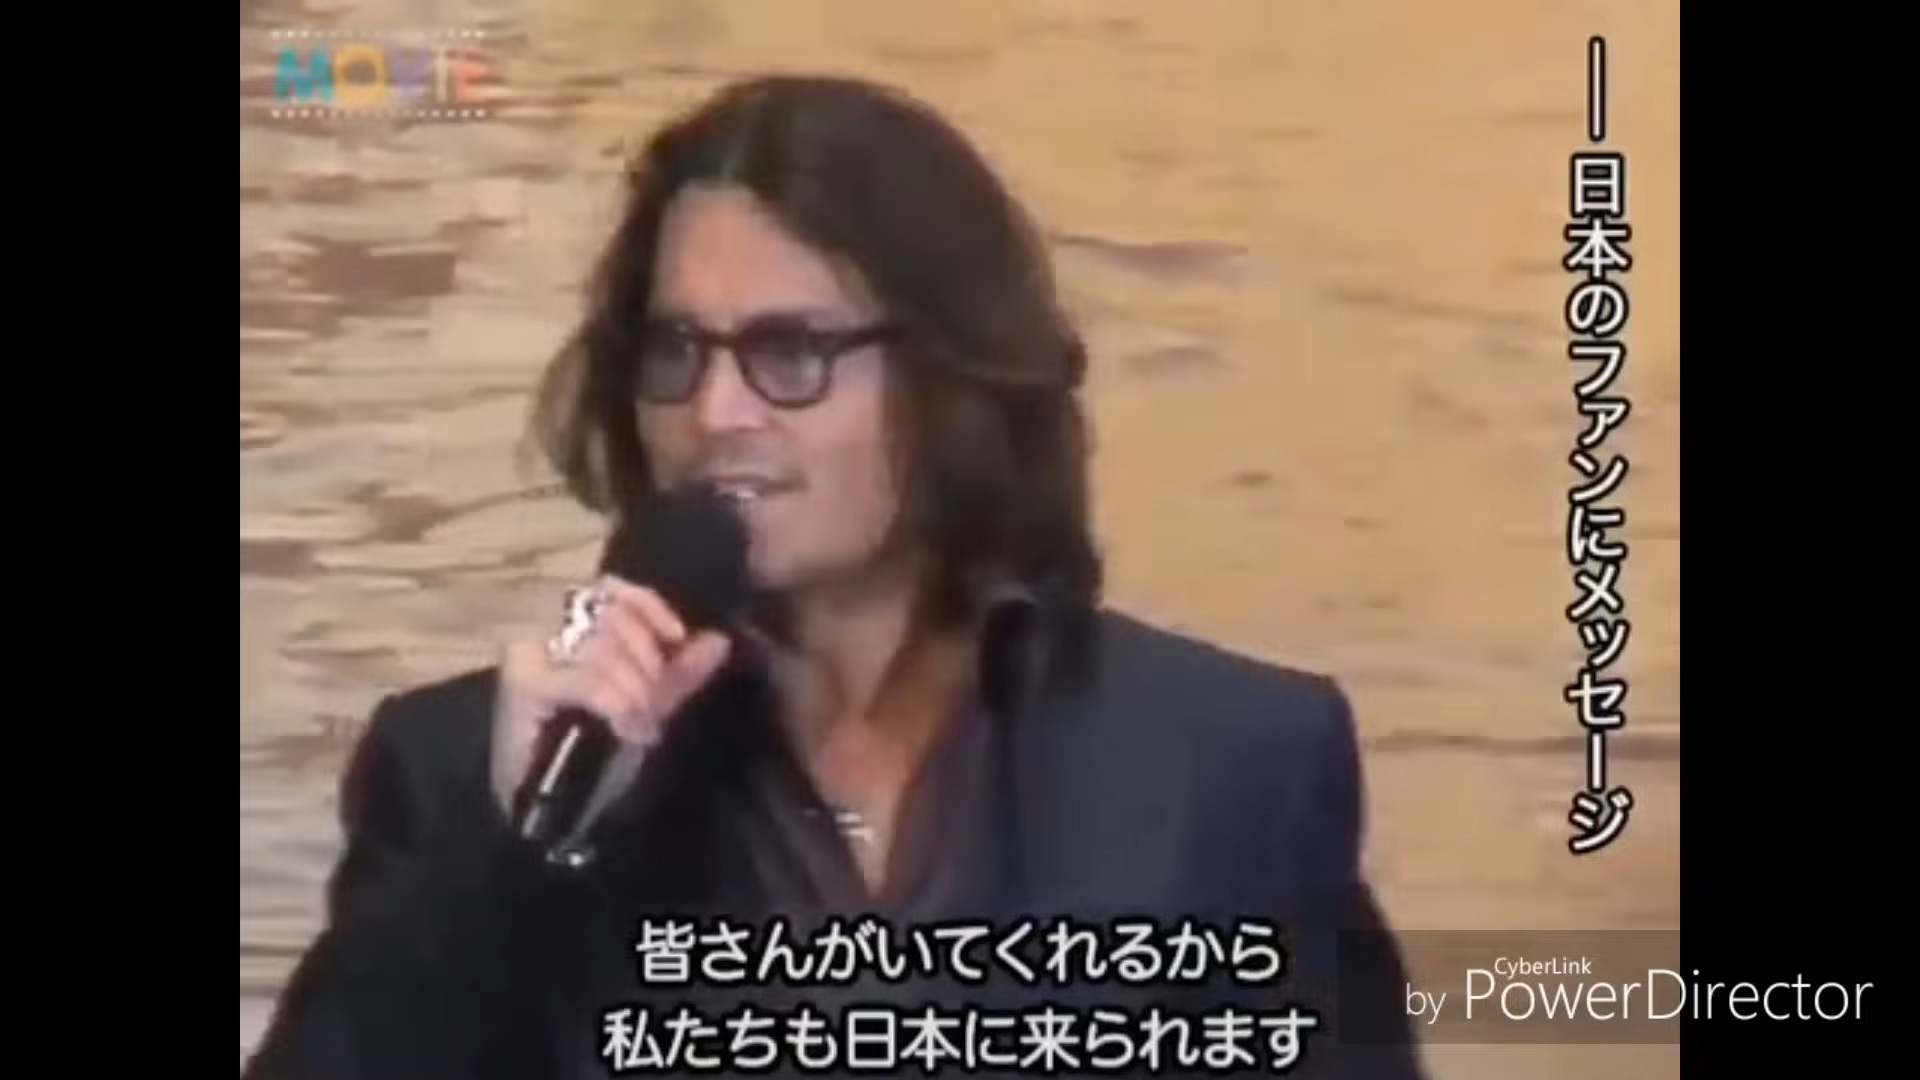 MOVIE
――日本のファンにメッセージ
皆さんがいてくれるから
私たちも日本に来られます
CyberLink
by PowerDirector